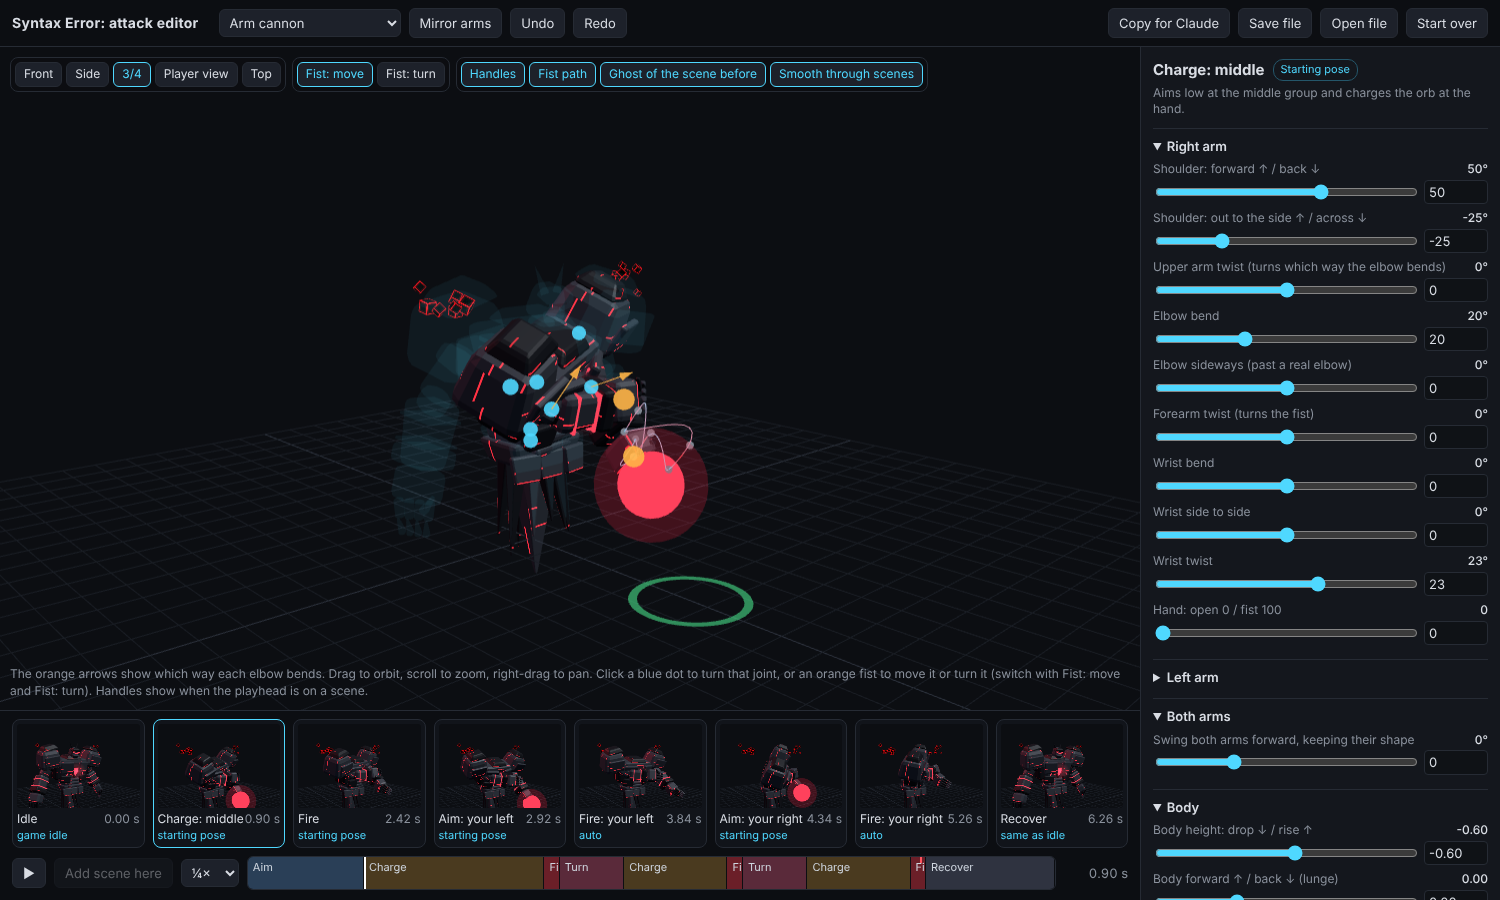 Syntax Error: attack editor
Arm cannon
Mirror arms
Undo
Redo
Copy for Claude
Save file
Open file
Start over
Front
Side
3/4
Player view
Top
Fist: move
Fist: turn
Handles
Fist path
Ghost of the scene before
Smooth through scenes
The orange arrows show which way each elbow bends. Drag to orbit, scroll to zoom, right-drag to pan. Click a blue dot to turn that joint, or an orange fist to move it or turn it (switch with Fist: move
and Fist: turn). Handles show when the playhead is on a scene.
Idle 0.00 s
game idle
Charge: middle 0.90 s
starting pose
Fire 2.42 s
starting pose
Aim: your left 2.92 s
starting pose
Fire: your left 3.84 s
auto
Aim: your right 4.34 s
starting pose
Fire: your right 5.26 s
auto
Recover 6.26 s
same as idle
▶
Add scene here
¼×
Aim
Charge
Fi
Turn
Charge
Fi
Turn
Charge
Fi
Recover
0.90 s
Charge: middle
Starting pose
Aims low at the middle group and charges the orb at the
hand.
▼ Right arm
Shoulder: forward ↑ / back ↓ 50°
50
Shoulder: out to the side ↑ / across ↓ -25°
-25
Upper arm twist (turns which way the elbow bends) 0°
0
Elbow bend 20°
20
Elbow sideways (past a real elbow) 0°
0
Forearm twist (turns the fist) 0°
0
Wrist bend 0°
0
Wrist side to side 0°
0
Wrist twist 23°
23
Hand: open 0 / fist 100 0
0
▶ Left arm
▼ Both arms
Swing both arms forward, keeping their shape 0°
0
▼ Body
Body height: drop ↓ / rise ↑ -0.60
-0.60
Body forward ↑ / back ↓ (lunge) 0.00